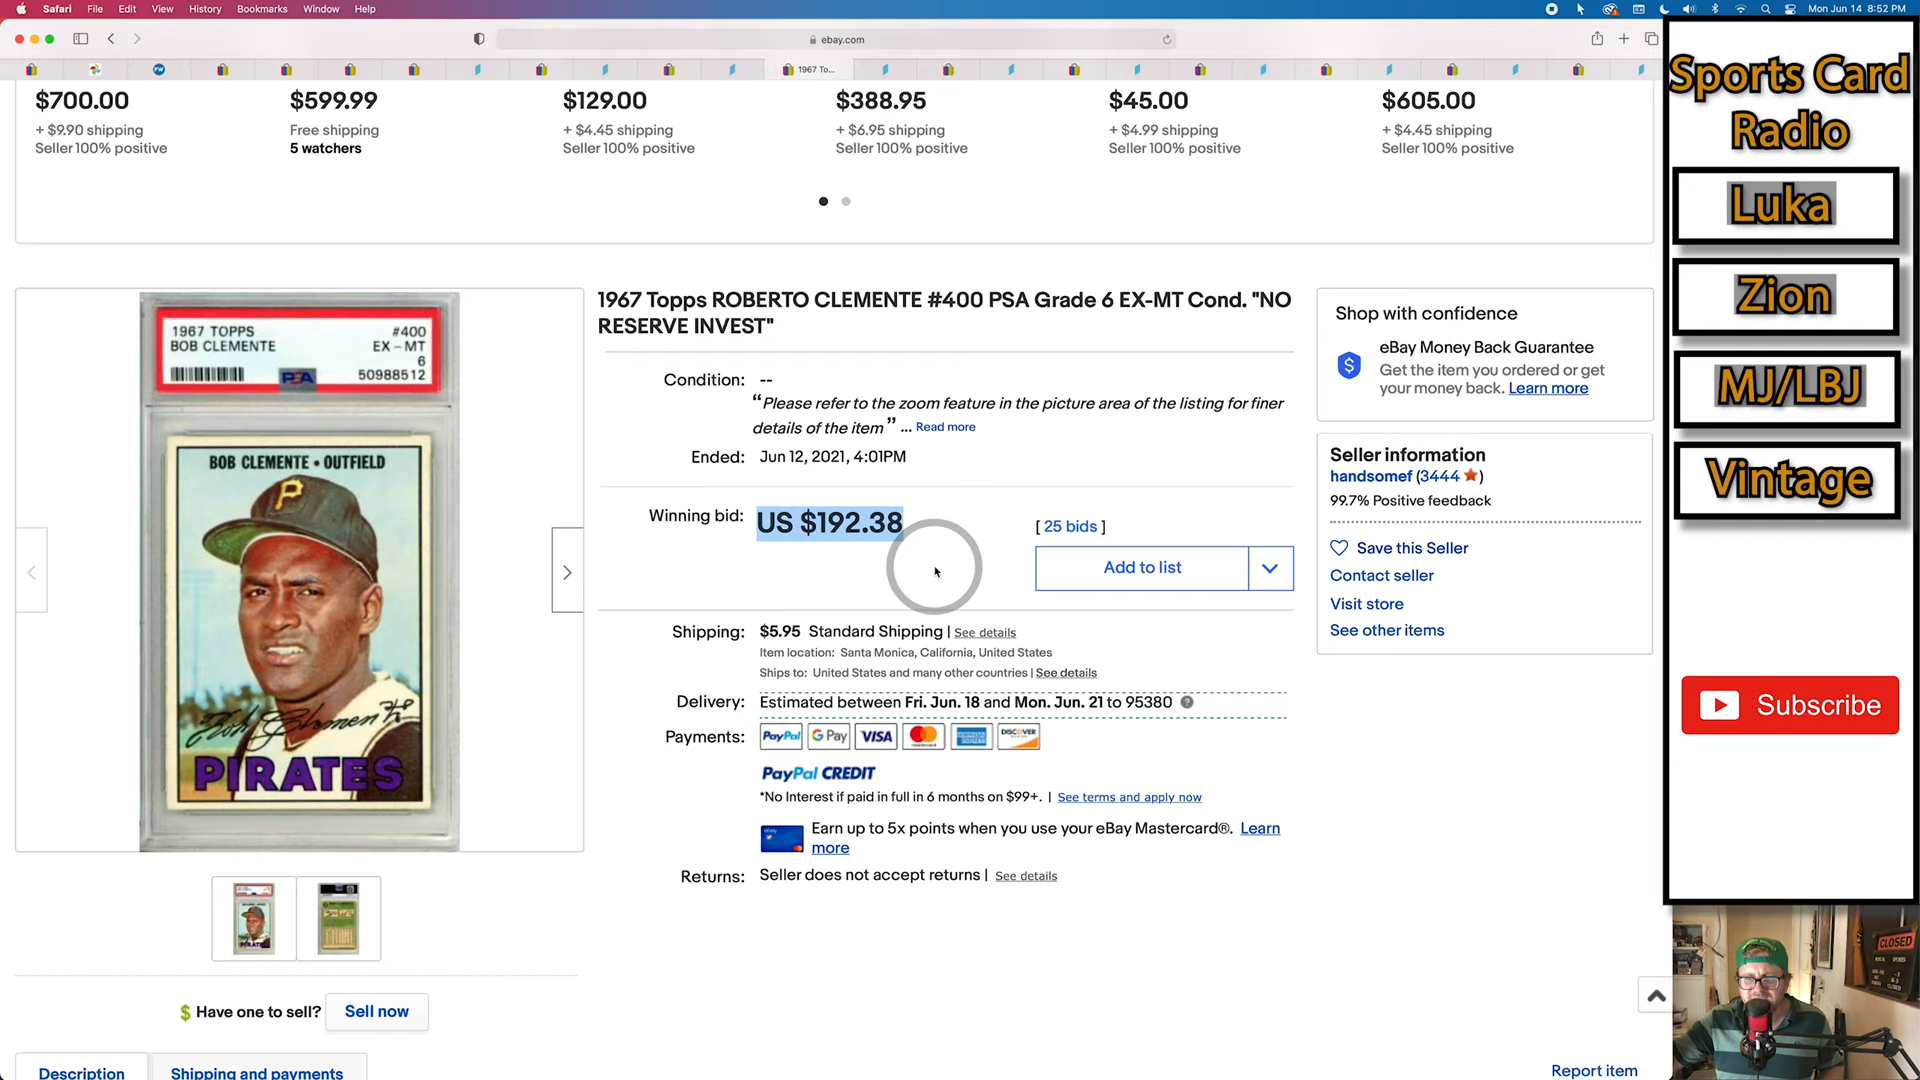 Safari File Edit View History Bookmarks Window Help
Mon Jun 14 8:52 PM
ebay.com
1967 To...
$700.00
+ $9.90 shipping
Seller 100% positive
$599.99
Free shipping
5 watchers
$129.00
+ $4.45 shipping
Seller 100% positive
$388.95
+ $6.95 shipping
Seller 100% positive
$45.00
+ $4.99 shipping
Seller 100% positive
$605.00
+ $4.45 shipping
Seller 100% positive
1967 TOPPS #400
BOB CLEMENTE EX-MT
6
PSA 50988512
BOB CLEMENTE • OUTFIELD
P
Bob Clemente
PIRATES
1967 Topps ROBERTO CLEMENTE #400 PSA Grade 6 EX-MT Cond. "NO
RESERVE INVEST"
Condition: --
“Please refer to the zoom feature in the picture area of the listing for finer
details of the item” ... Read more
Ended: Jun 12, 2021, 4:01PM
Winning bid: US $192.38 [ 25 bids ]
Add to list
Shipping: $5.95 Standard Shipping | See details
Item location: Santa Monica, California, United States
Ships to: United States and many other countries | See details
Delivery: Estimated between Fri. Jun. 18 and Mon. Jun. 21 to 95380
Payments: PayPal G Pay VISA mastercard AMERICAN EXPRESS DISCOVER
PayPal CREDIT
*No Interest if paid in full in 6 months on $99+. | See terms and apply now
Earn up to 5x points when you use your eBay Mastercard®. Learn
more
Returns: Seller does not accept returns | See details
Shop with confidence
eBay Money Back Guarantee
Get the item you ordered or get
your money back. Learn more
Seller information
handsomef (3444 ★)
99.7% Positive feedback
Save this Seller
Contact seller
Visit store
See other items
Have one to sell? Sell now
Description
Shipping and payments
Report item
Sports Card
Radio
Luka
Zion
MJ/LBJ
Vintage
Subscribe
CLOSED